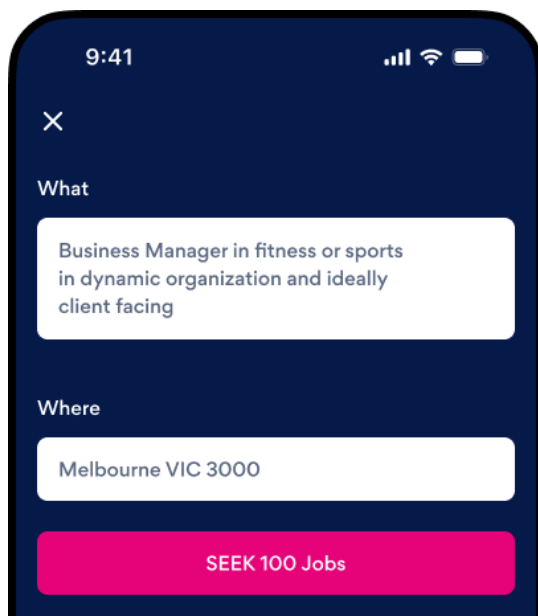 9:41
What
Business Manager in fitness or sports
in dynamic organization and ideally
client facing
Where
Melbourne VIC 3000
SEEK 100 Jobs